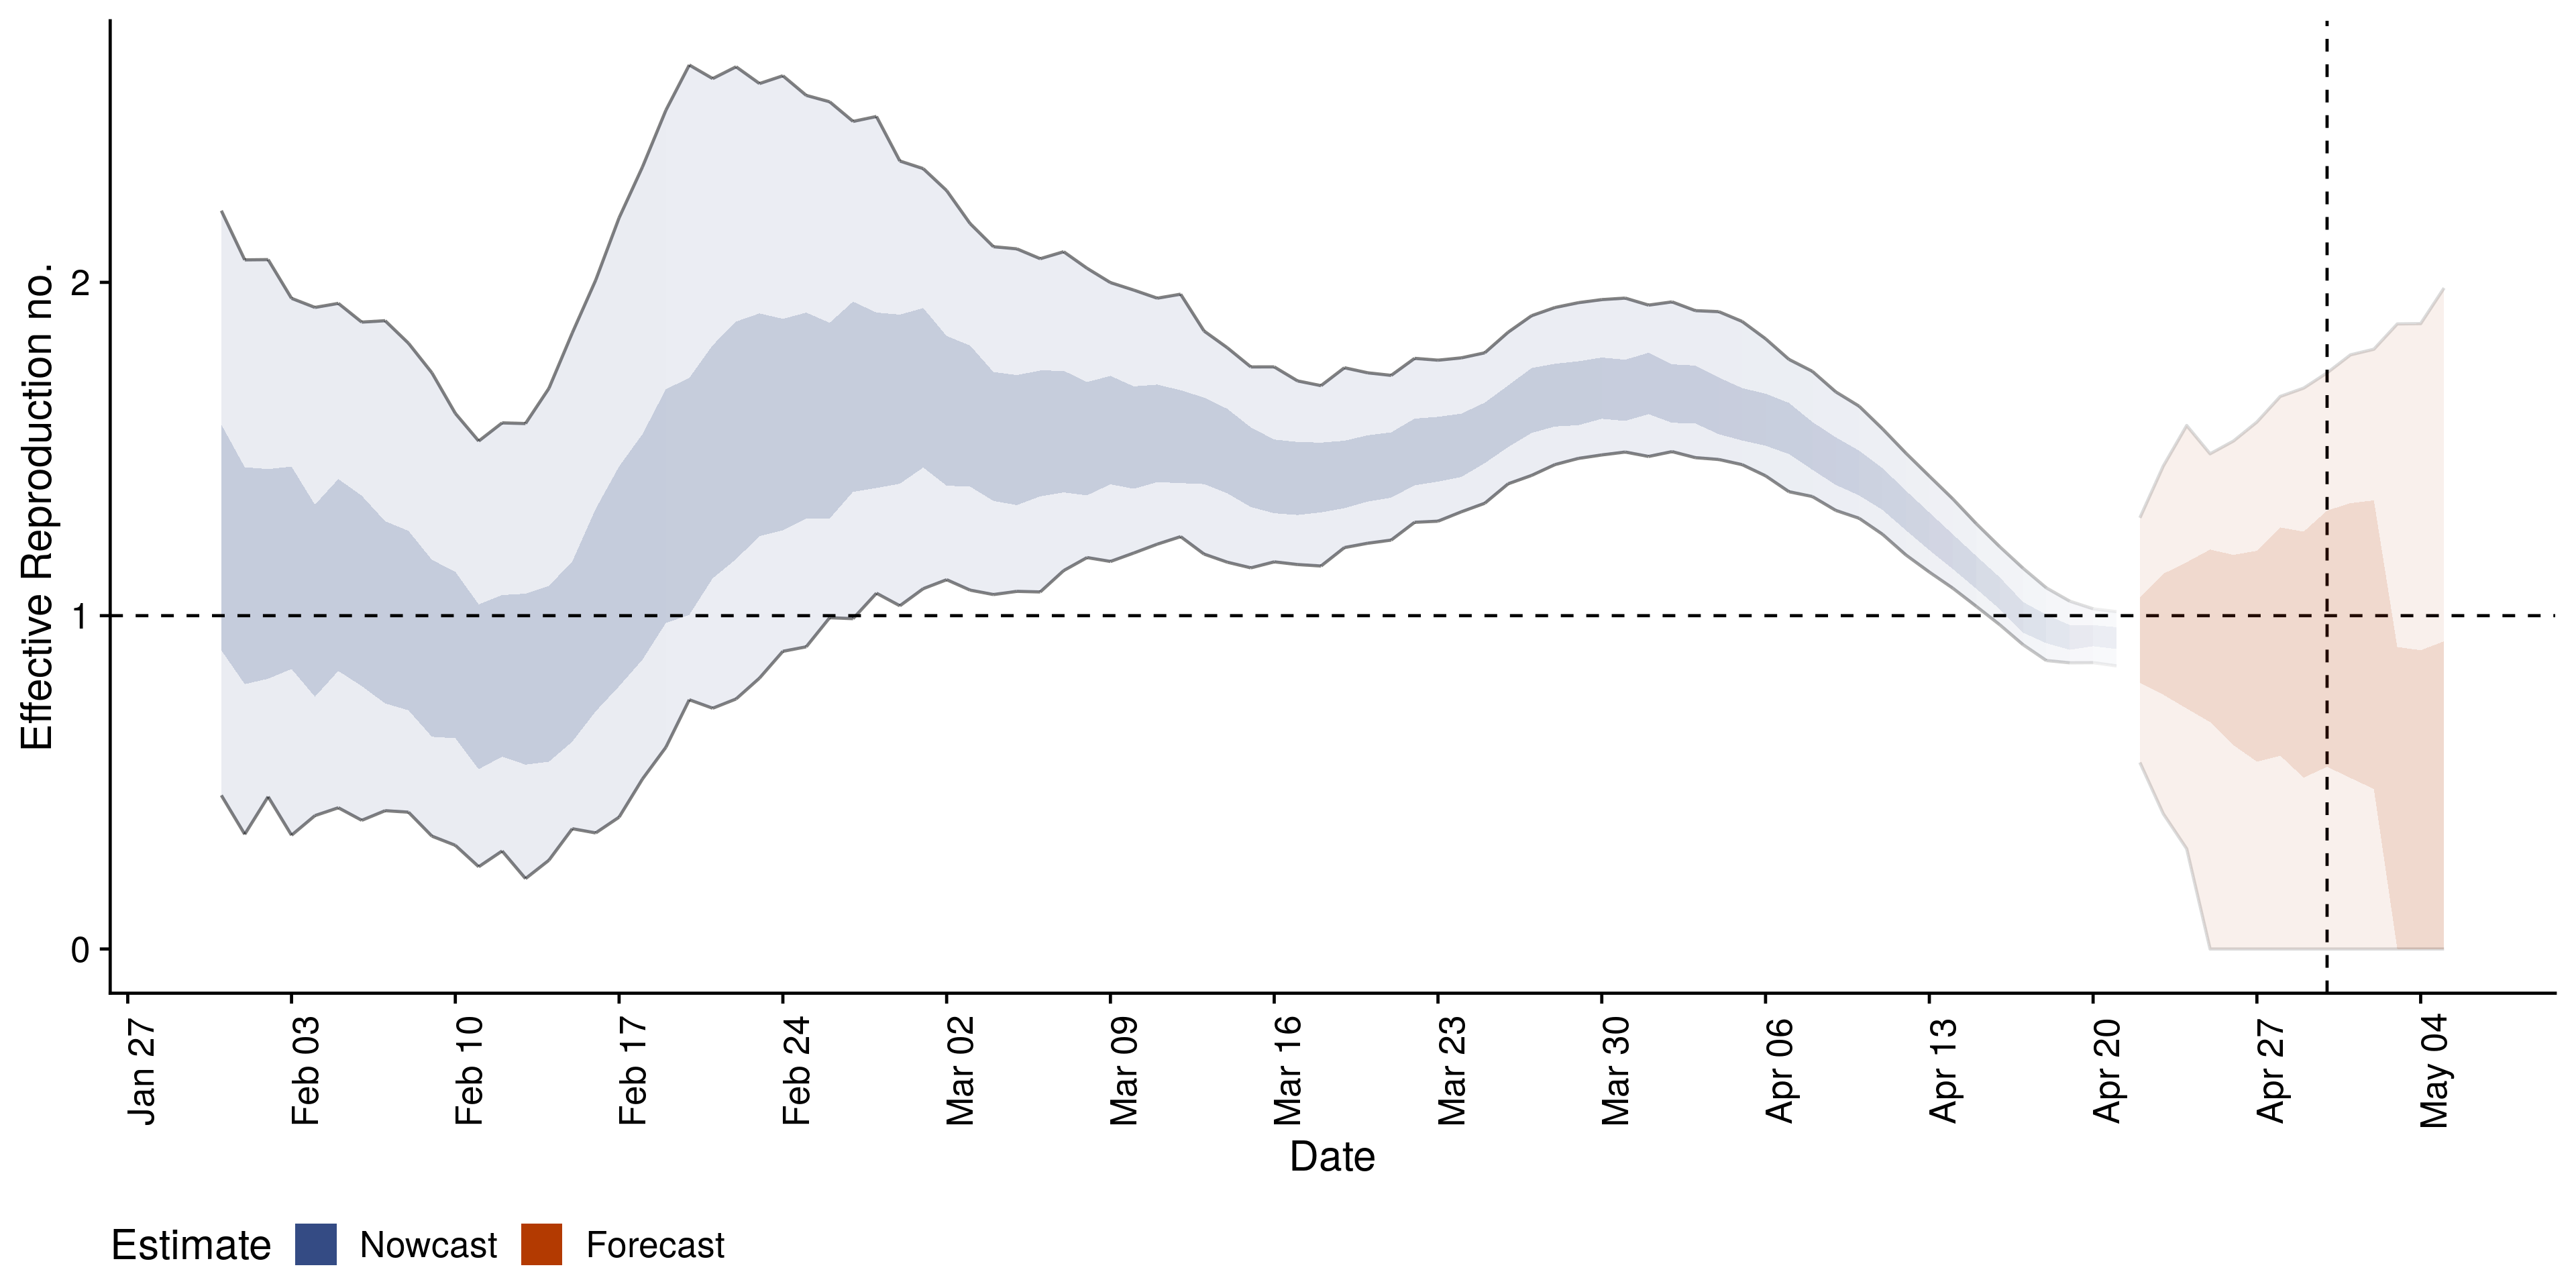 Effective Reproduction no.
2
1
0
Jan 27
Feb 03
Feb 10
Feb 17
Feb 24
Mar 02
Mar 09
Mar 16
Mar 23
Mar 30
Apr 06
Apr 13
Apr 20
Apr 27
May 04
Date
Estimate Nowcast Forecast